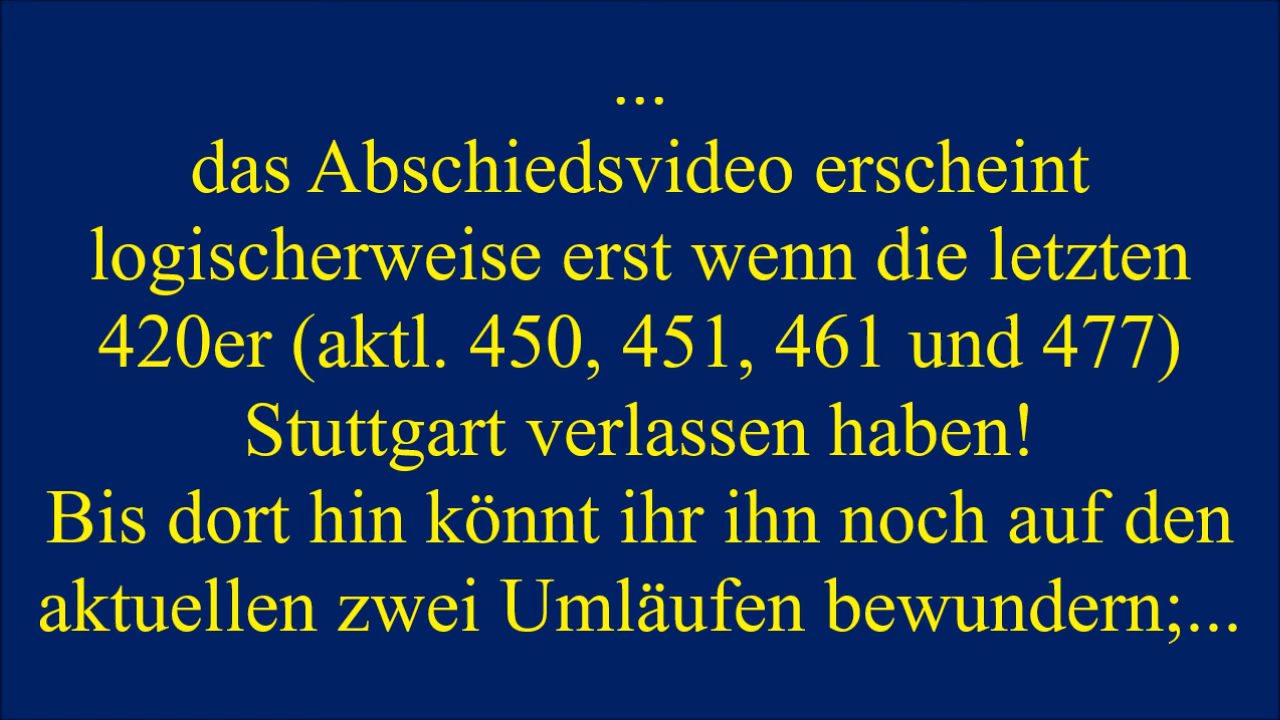 ...
das Abschiedsvideo erscheint
logischerweise erst wenn die letzten
420er (aktl. 450, 451, 461 und 477)
Stuttgart verlassen haben!
Bis dort hin könnt ihr ihn noch auf den
aktuellen zwei Umläufen bewundern;...